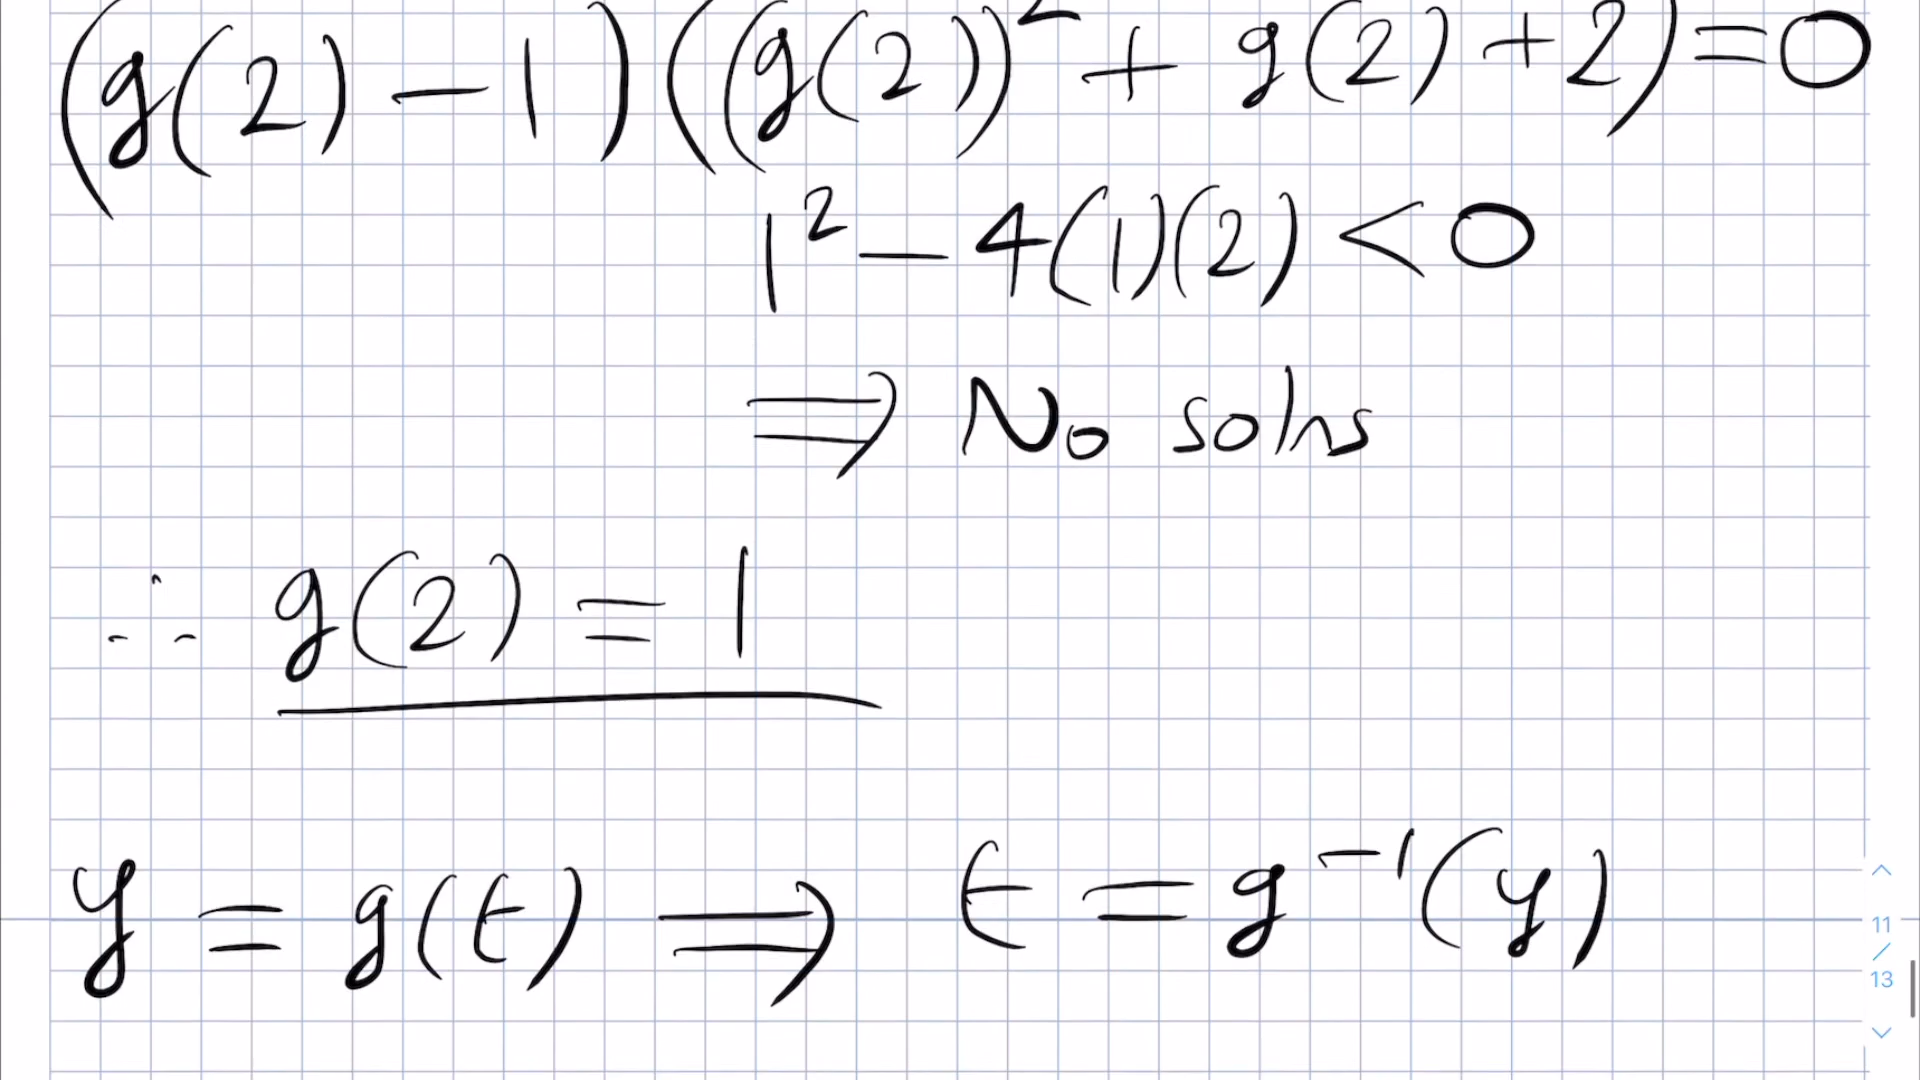 (g(2) - 1)((g(2))² + g(2) + 2) = 0
1² - 4(1)(2) < 0
⇒ No solns
∴ g(2) = 1
y = g(t) ⇒ t = g⁻¹(y)
11
/
13